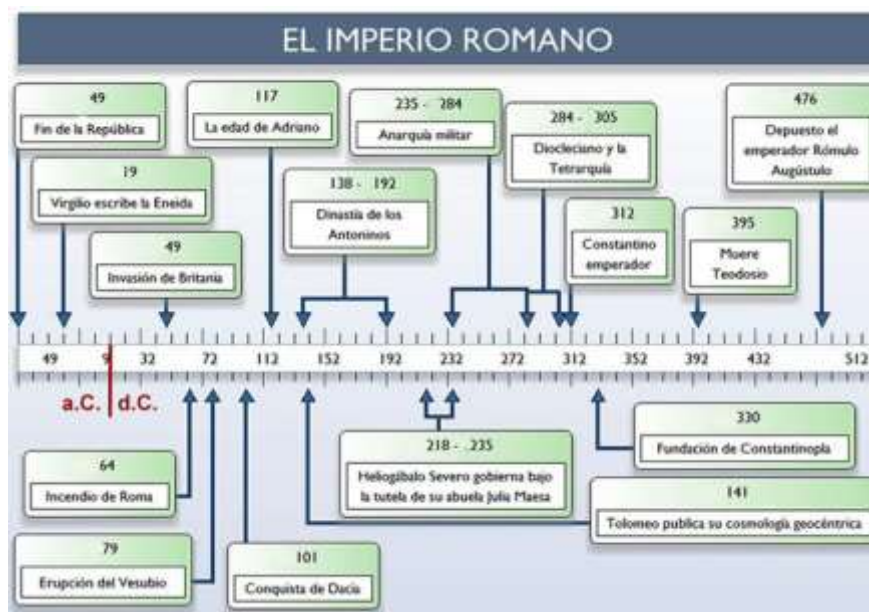 EL IMPERIO ROMANO
49
Fin de la República
117
La edad de Adriano
235 - 284
Anarquía militar
284 - 305
Diocleciano y la
Tetrarquía
476
Depuesto el
emperador Rómulo
Augústulo
19
Virgilio escribe la Eneida
138 - 192
Dinastía de los
Antoninos
312
Constantino
emperador
395
Muere
Teodosio
49
Invasión de Britania
49 9 32 72 112 152 192 232 272 312 352 392 432 512
a.C. d.C.
64
Incendio de Roma
218 - .235
Heliogábalo Severo gobierna bajo
la tutela de su abuela Julia Maesa
330
Fundación de Constantinopla
141
Tolomeo publica su cosmología geocéntrica
79
Erupción del Vesubio
101
Conquista de Dacia